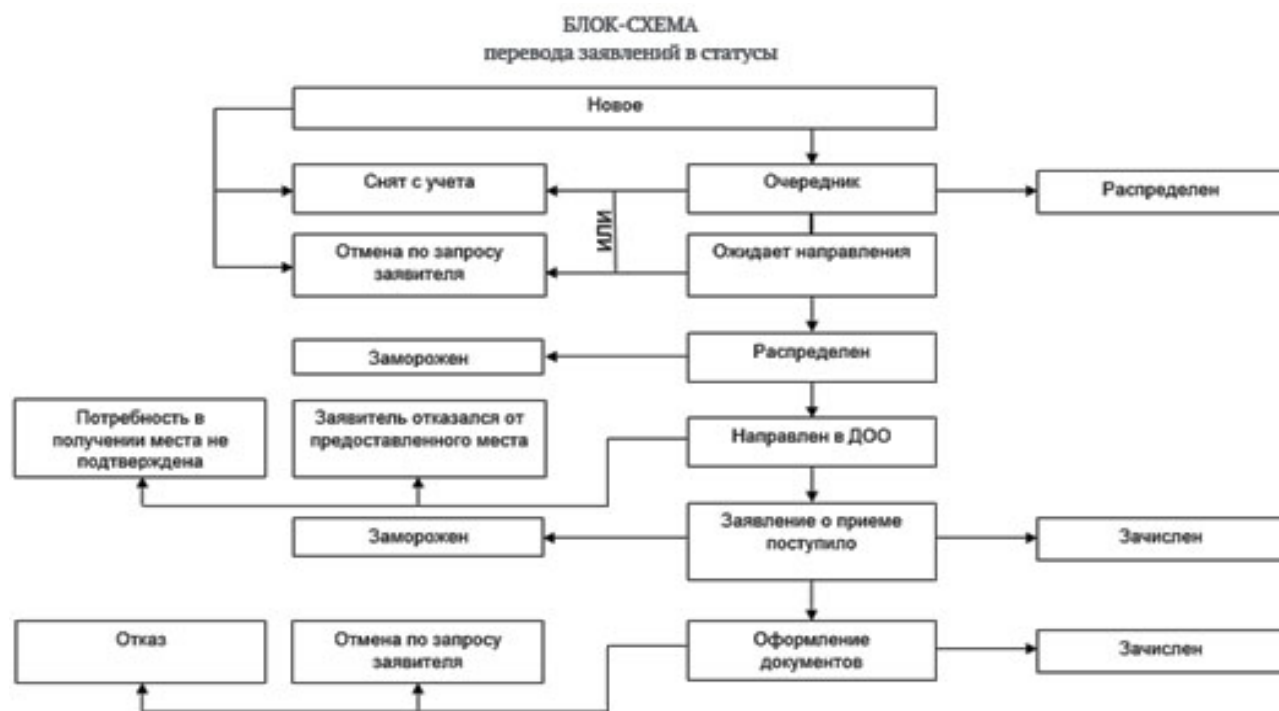 БЛОК-СХЕМА
перевода заявлений в статусы
Новое
Снят с учета
Очередник
Распределен
ИЛИ
Отмена по запросу
заявителя
Ожидает направления
Заморожен
Распределен
Потребность в
получении места не
подтверждена
Заявитель отказался от
предоставленного места
Направлен в ДОО
Заморожен
Заявление о приеме
поступило
Зачислен
Отказ
Отмена по запросу
заявителя
Оформление
документов
Зачислен